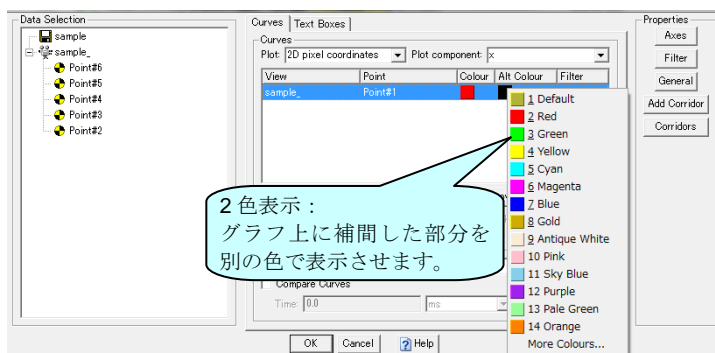 Data Selection
sample
sample_
Point#6
Point#5
Point#4
Point#3
Point#2
Curves
Text Boxes
Curves
Plot: 2D pixel coordinates
Plot component: x
View Point Colour Alt Colour Filter
sample_ Point#1
1 Default
2 Red
3 Green
4 Yellow
5 Cyan
6 Magenta
7 Blue
8 Gold
9 Antique White
10 Pink
11 Sky Blue
12 Purple
13 Pale Green
14 Orange
More Colours...
2 色表示：
グラフ上に補間した部分を
別の色で表示させます。
Compare Curves
Time: 0.0 ms
OK
Cancel
Help
Properties
Axes
Filter
General
Add Corridor
Corridors